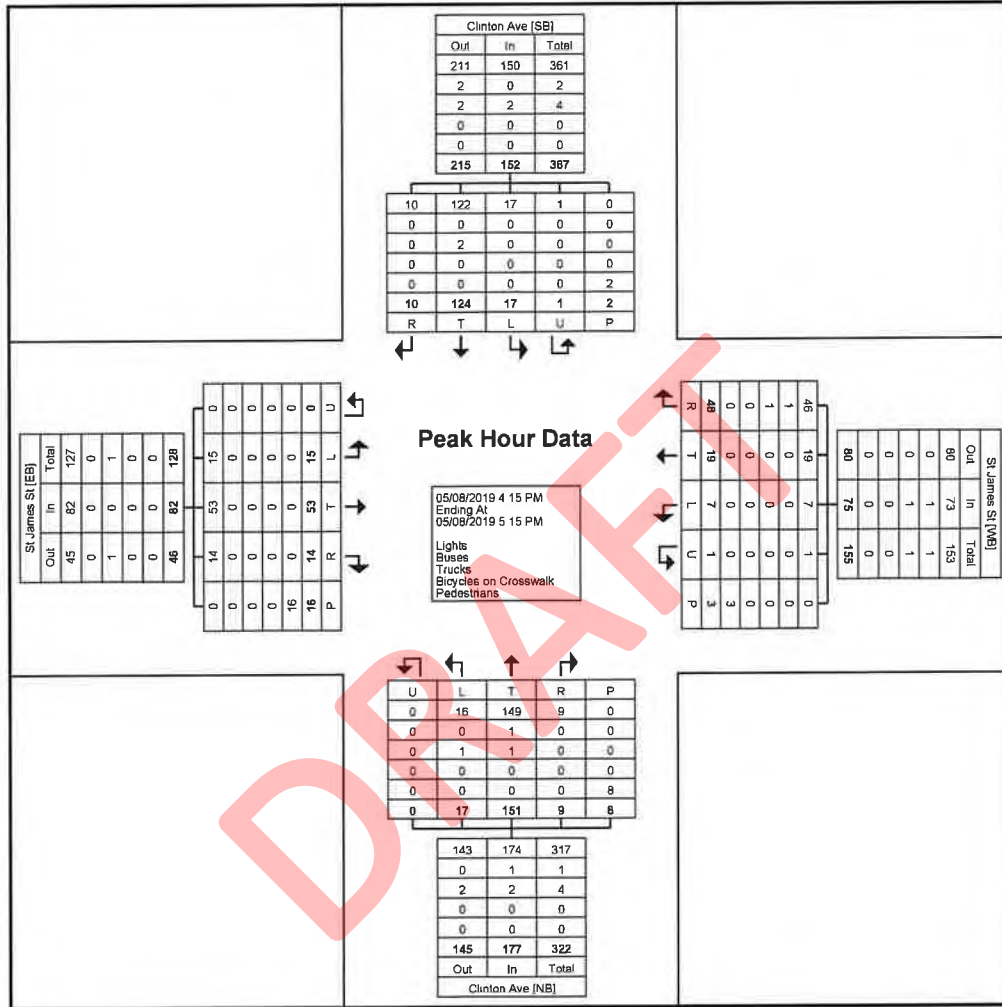 Clinton Ave [SB]
Out In Total
211 150 361
2 0 2
2 2 4
0 0 0
0 0 0
215 152 367
10 122 17 1 0
0 0 0 0 0
0 2 0 0 0
0 0 0 0 0
0 0 0 0 2
10 124 17 1 2
R T L U P
St James St [EB]
Total 127 0 1 0 0 128
In 82 0 0 0 0 82
Out 45 0 1 0 0 46
0 0 0 0 0 0 U
15 0 0 0 0 15 L
53 0 0 0 0 53 T
14 0 0 0 0 14 R
0 0 0 0 16 16 P
Peak Hour Data
05/08/2019 4 15 PM
Ending At
05/08/2019 5 15 PM
Lights
Buses
Trucks
Bicycles on Crosswalk
Pedestrians
R 48 0 0 1 1 46
T 19 0 0 0 0 19
L 7 0 0 0 0 7
U 1 0 0 0 0 1
P 3 3 0 0 0 0
St James St [WB]
80 0 0 0 0 80 Out
75 0 0 1 1 73 In
155 0 0 1 1 153 Total
U L T R P
0 16 149 9 0
0 0 1 0 0
0 1 1 0 0
0 0 0 0 0
0 0 0 0 8
0 17 151 9 8
143 174 317
0 1 1
2 2 4
0 0 0
0 0 0
145 177 322
Out In Total
Clinton Ave [NB]
DRAFT